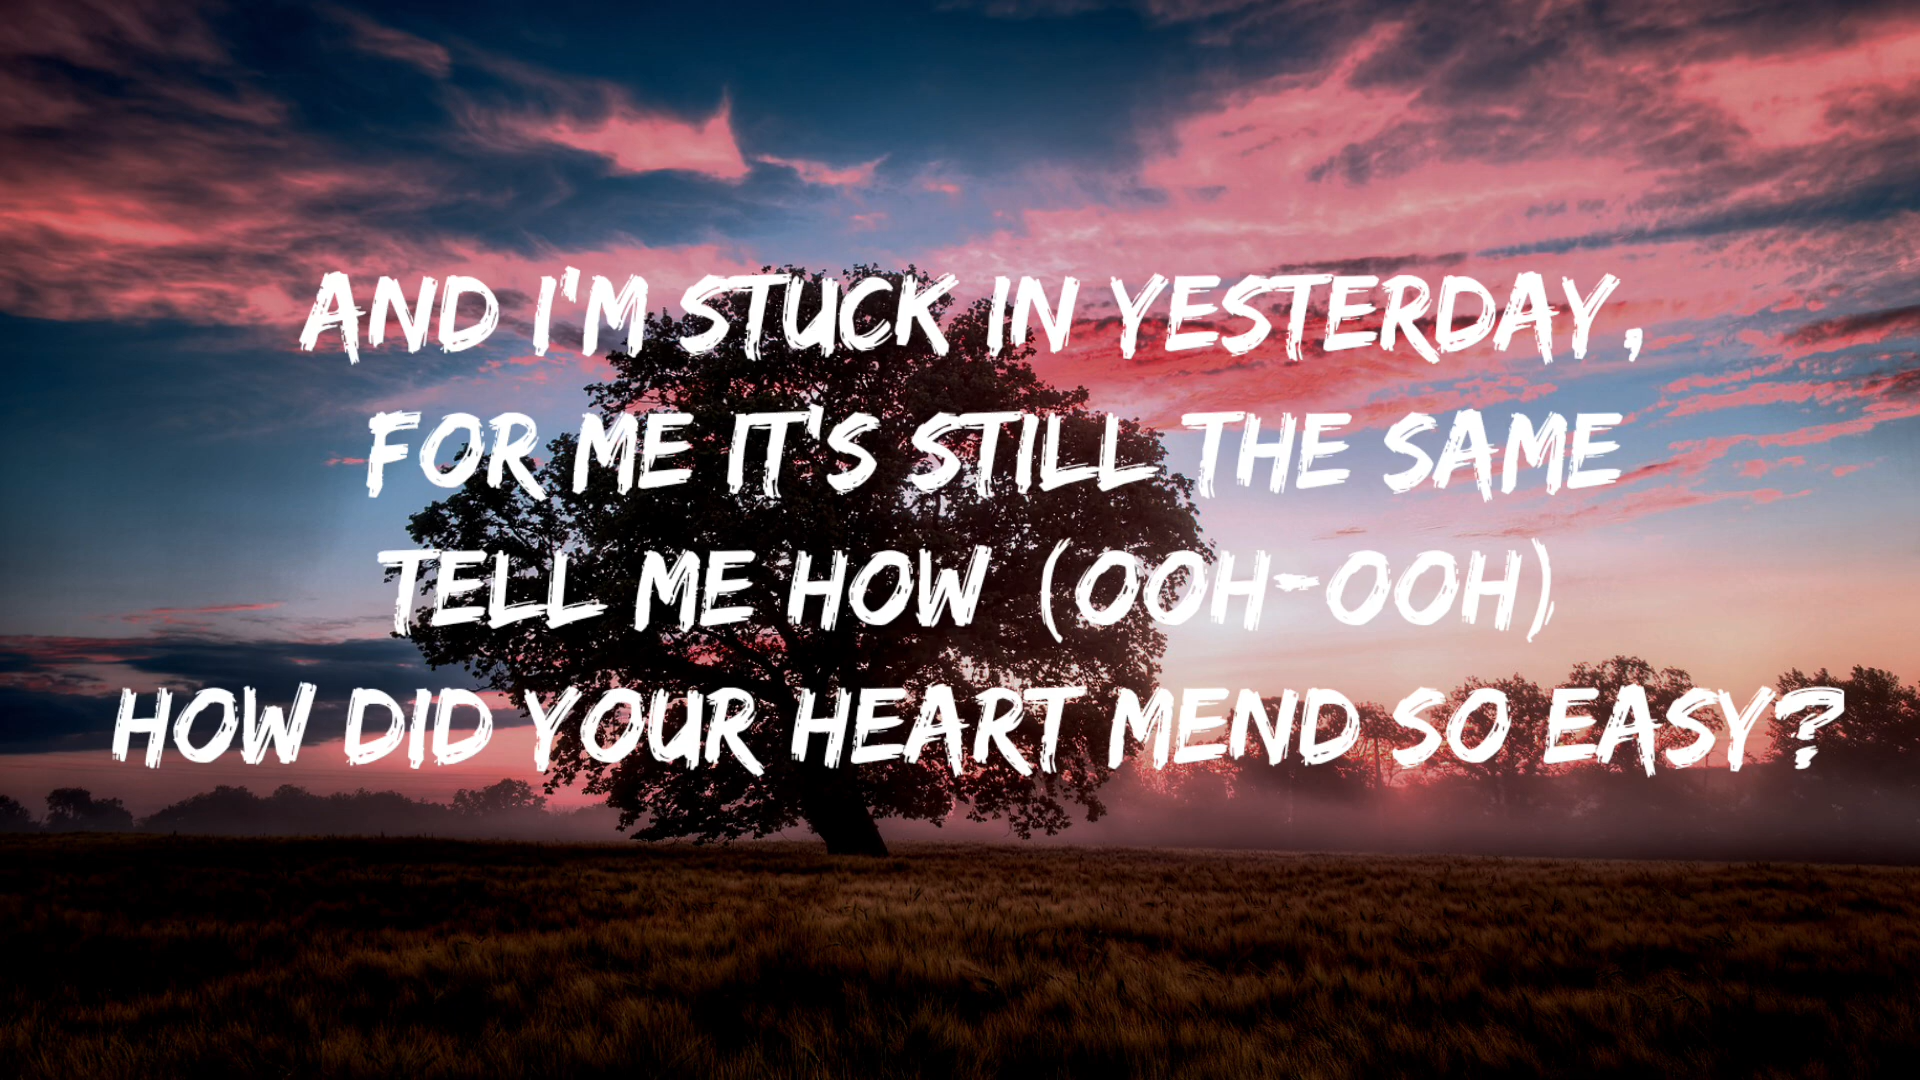 AND I'M STUCK IN YESTERDAY,
FOR ME IT'S STILL THE SAME
TELL ME HOW (OOH-OOH)
HOW DID YOUR HEART MEND SO EASY?